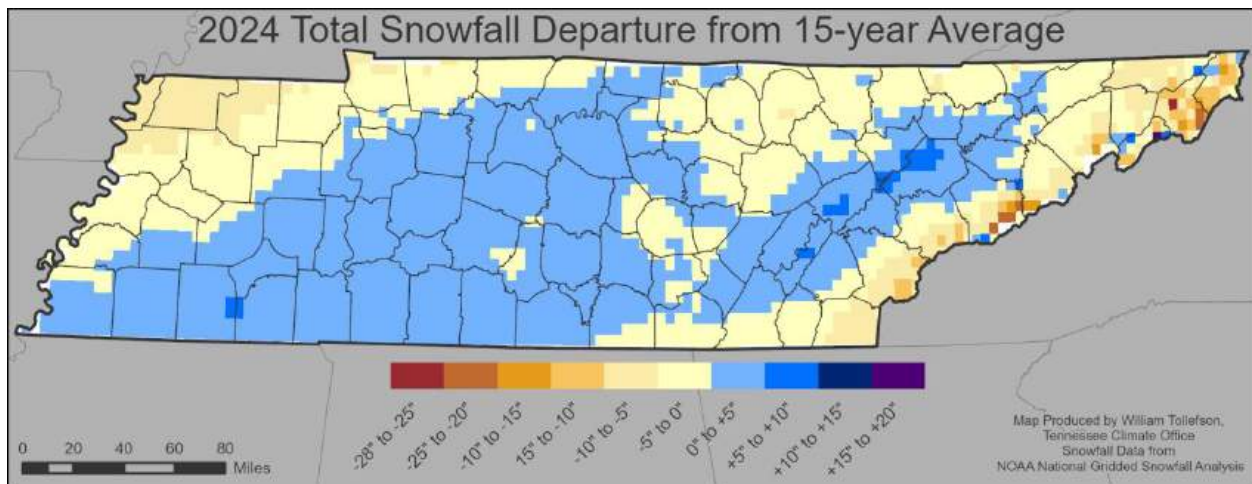 2024 Total Snowfall Departure from 15-year Average
-28" to -25"
-25" to -20"
-20" to -15"
15" to -10"
-10" to -5"
-5" to 0"
0" to +5"
+5" to +10"
+10" to +15"
+15" to +20"
0 20 40 60 80
Miles
Map Produced by William Tollefson,
Tennessee Climate Office
Snowfall Data from
NOAA National Gridded Snowfall Analysis